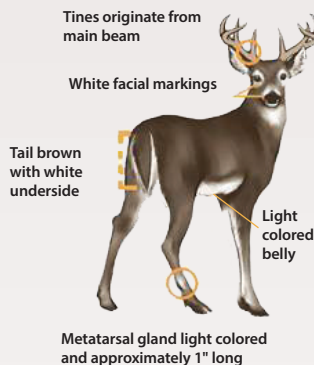 Tines originate from
main beam
White facial markings
Tail brown
with white
underside
Light
colored
belly
Metatarsal gland light colored
and approximately 1" long